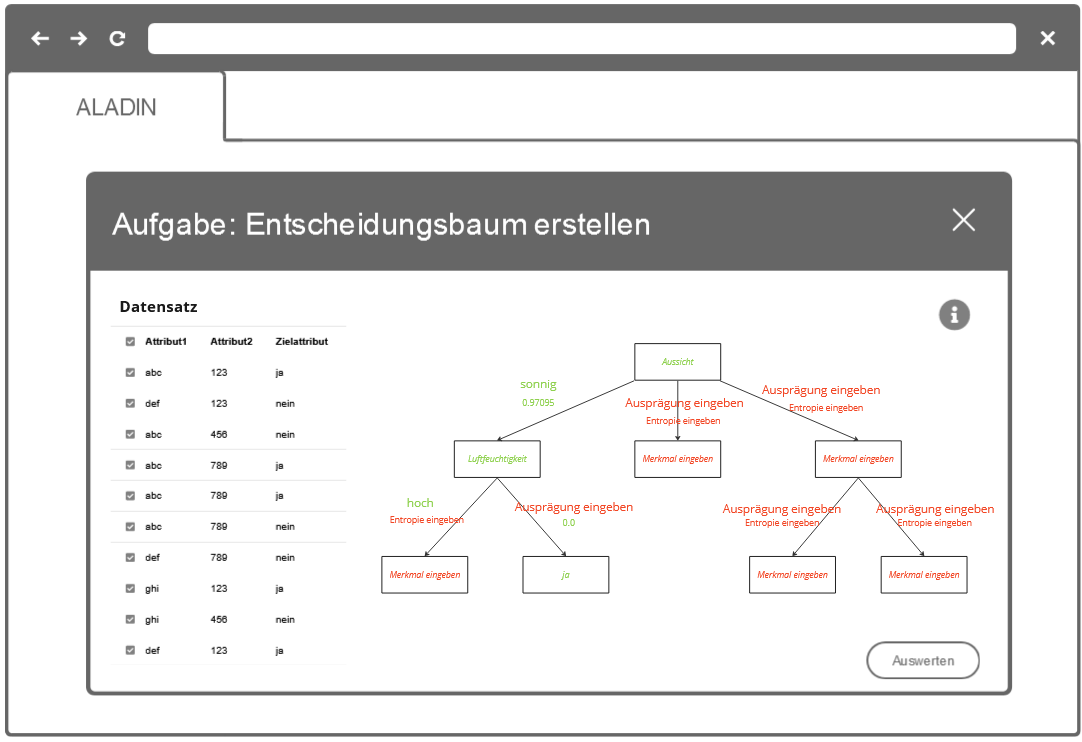 ALADIN
Aufgabe: Entscheidungsbaum erstellen
Datensatz
Attribut1 Attribut2 Zielattribut
abc 123 ja
def 123 nein
abc 456 nein
abc 789 ja
abc 789 ja
abc 789 nein
def 789 nein
ghi 123 ja
ghi 456 nein
def 123 ja
i
Aussicht
sonnig
0.97095
Ausprägung eingeben
Entropie eingeben
Ausprägung eingeben
Entropie eingeben
Luftfeuchtigkeit
Merkmal eingeben
Merkmal eingeben
hoch
Entropie eingeben
Ausprägung eingeben
0.0
Ausprägung eingeben
Entropie eingeben
Ausprägung eingeben
Entropie eingeben
Merkmal eingeben
ja
Merkmal eingeben
Merkmal eingeben
Auswerten